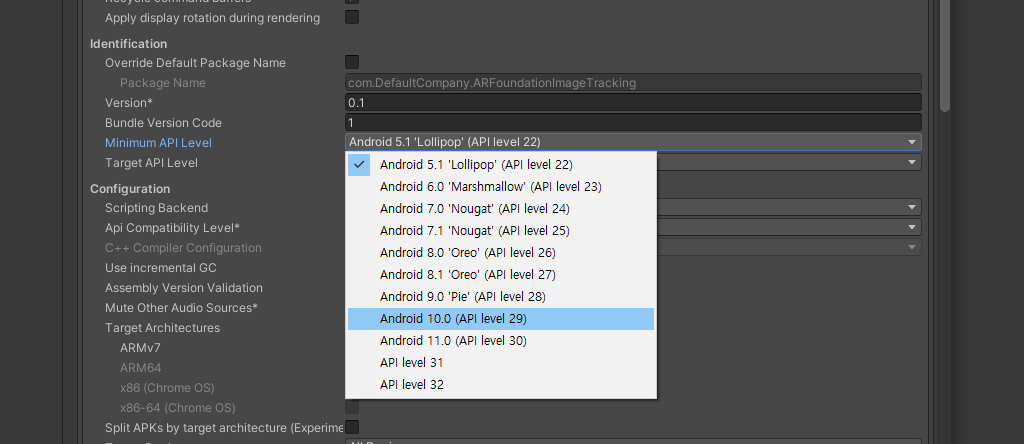 Recycle command buffers
Apply display rotation during rendering
Identification
Override Default Package Name
Package Name com.DefaultCompany.ARFoundationImageTracking
Version* 0.1
Bundle Version Code 1
Minimum API Level Android 5.1 'Lollipop' (API level 22)
Target API Level
Android 5.1 'Lollipop' (API level 22)
Android 6.0 'Marshmallow' (API level 23)
Android 7.0 'Nougat' (API level 24)
Android 7.1 'Nougat' (API level 25)
Android 8.0 'Oreo' (API level 26)
Android 8.1 'Oreo' (API level 27)
Android 9.0 'Pie' (API level 28)
Android 10.0 (API level 29)
Android 11.0 (API level 30)
API level 31
API level 32
Configuration
Scripting Backend
Api Compatibility Level*
C++ Compiler Configuration
Use incremental GC
Assembly Version Validation
Mute Other Audio Sources*
Target Architectures
ARMv7
ARM64
x86 (Chrome OS)
x86-64 (Chrome OS)
Split APKs by target architecture (Experime